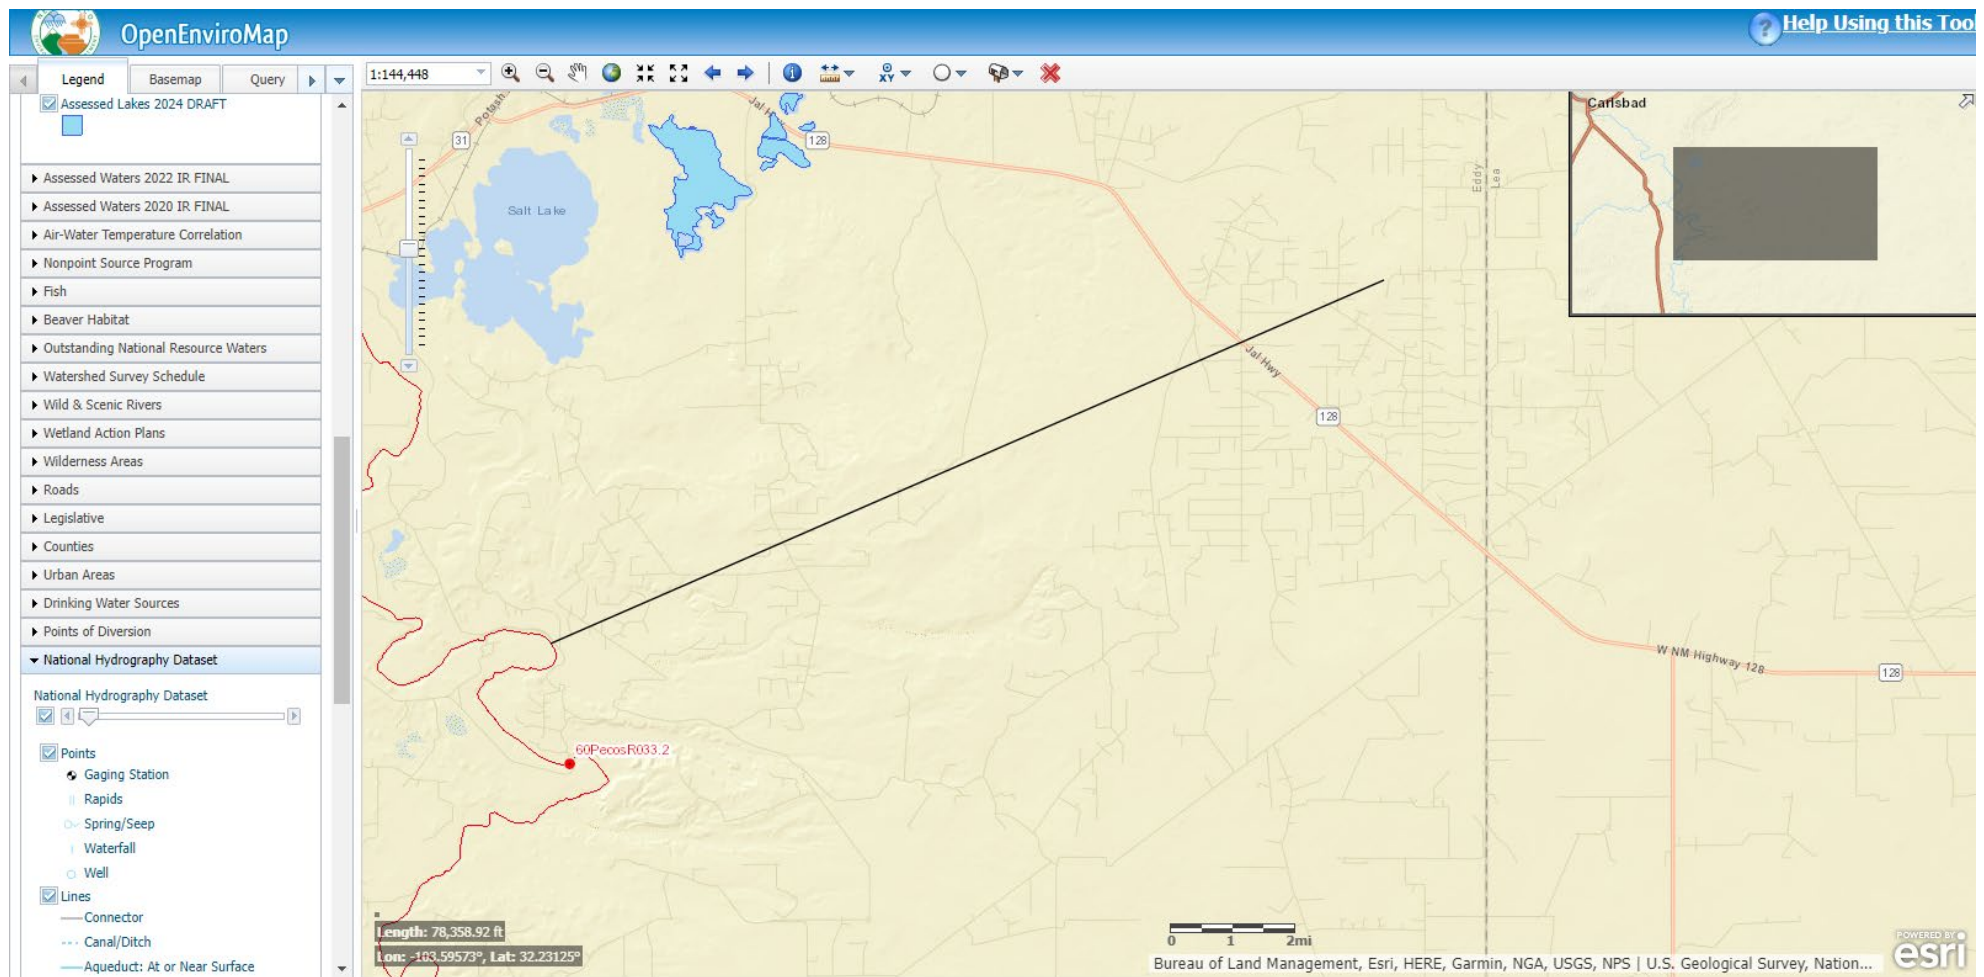 OpenEnviroMap
Help Using this Tool
Legend
Basemap
Query
1:144,448
Assessed Lakes 2024 DRAFT
Assessed Waters 2022 IR FINAL
Assessed Waters 2020 IR FINAL
Air-Water Temperature Correlation
Nonpoint Source Program
Fish
Beaver Habitat
Outstanding National Resource Waters
Watershed Survey Schedule
Wild & Scenic Rivers
Wetland Action Plans
Wilderness Areas
Roads
Legislative
Counties
Urban Areas
Drinking Water Sources
Points of Diversion
National Hydrography Dataset
National Hydrography Dataset
Points
Gaging Station
Rapids
Spring/Seep
Waterfall
Well
Lines
Connector
Canal/Ditch
Aqueduct: At or Near Surface
31
Potash
Jal H
128
Salt Lake
Eddy
Lea
Carlsbad
Jal Hwy
128
W NM Highway 128
128
60PecosR033.2
Length: 78,358.92 ft
Lon: -103.59573°, Lat: 32.23125°
0 1 2mi
Bureau of Land Management, Esri, HERE, Garmin, NGA, USGS, NPS | U.S. Geological Survey, Nation...
POWERED BY
esri